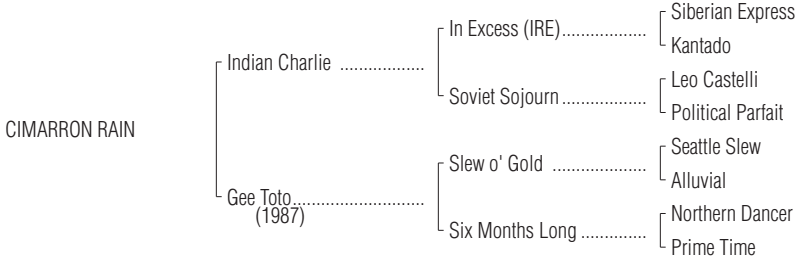 Siberian Express
In Excess (IRE)..................
Kantado
Indian Charlie ..................
Leo Castelli
Soviet Sojourn..................
Political Parfait
CIMARRON RAIN
Seattle Slew
Slew o' Gold ....................
Alluvial
Gee Toto............................
(1987)
Northern Dancer
Six Months Long ..............
Prime Time